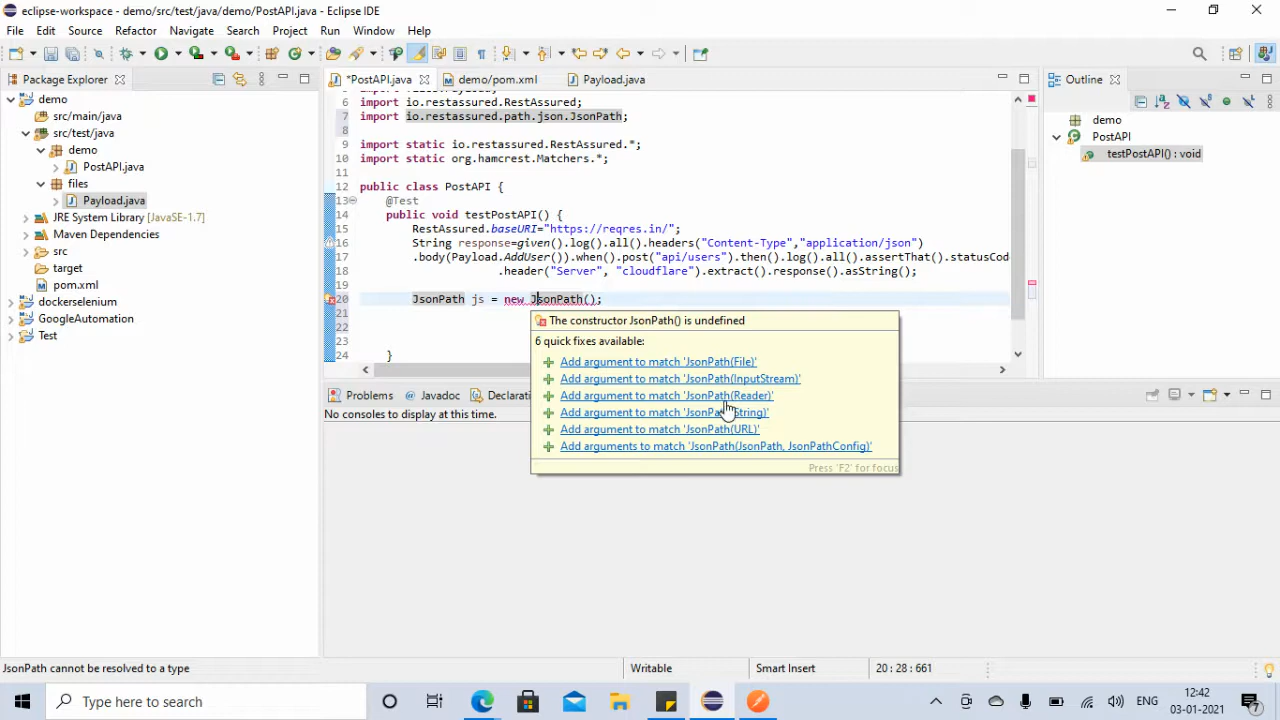 eclipse-workspace - demo/src/test/java/demo/PostAPI.java - Eclipse IDE
File Edit Source Refactor Navigate Search Project Run Window Help
Package Explorer
demo
src/main/java
src/test/java
demo
PostAPI.java
files
Payload.java
JRE System Library [JavaSE-1.7]
Maven Dependencies
src
target
pom.xml
dockerselenium
GoogleAutomation
Test
*PostAPI.java demo/pom.xml Payload.java
6 import io.restassured.RestAssured;
7 import io.restassured.path.json.JsonPath;
8
9 import static io.restassured.RestAssured.*;
10 import static org.hamcrest.Matchers.*;
11
12 public class PostAPI {
13 @Test
14 public void testPostAPI() {
15 RestAssured.baseURI="https://reqres.in/";
16 String response=given().log().all().headers("Content-Type","application/json")
17 .body(Payload.AddUser()).when().post("api/users").then().log().all().assertThat().statusCode
18 .header("Server", "cloudflare").extract().response().asString();
19
20 JsonPath js = new JsonPath();
21
22
23
24 }
The constructor JsonPath() is undefined
6 quick fixes available:
Add argument to match 'JsonPath(File)'
Add argument to match 'JsonPath(InputStream)'
Add argument to match 'JsonPath(Reader)'
Add argument to match 'JsonPath(String)'
Add argument to match 'JsonPath(URL)'
Add arguments to match 'JsonPath(JsonPath, JsonPathConfig)'
Press 'F2' for focus
Problems Javadoc Declarati
No consoles to display at this time.
Outline
demo
PostAPI
testPostAPI() : void
JsonPath cannot be resolved to a type
Writable Smart Insert 20 : 28 : 661
Type here to search
ENG
12:42
03-01-2021
7